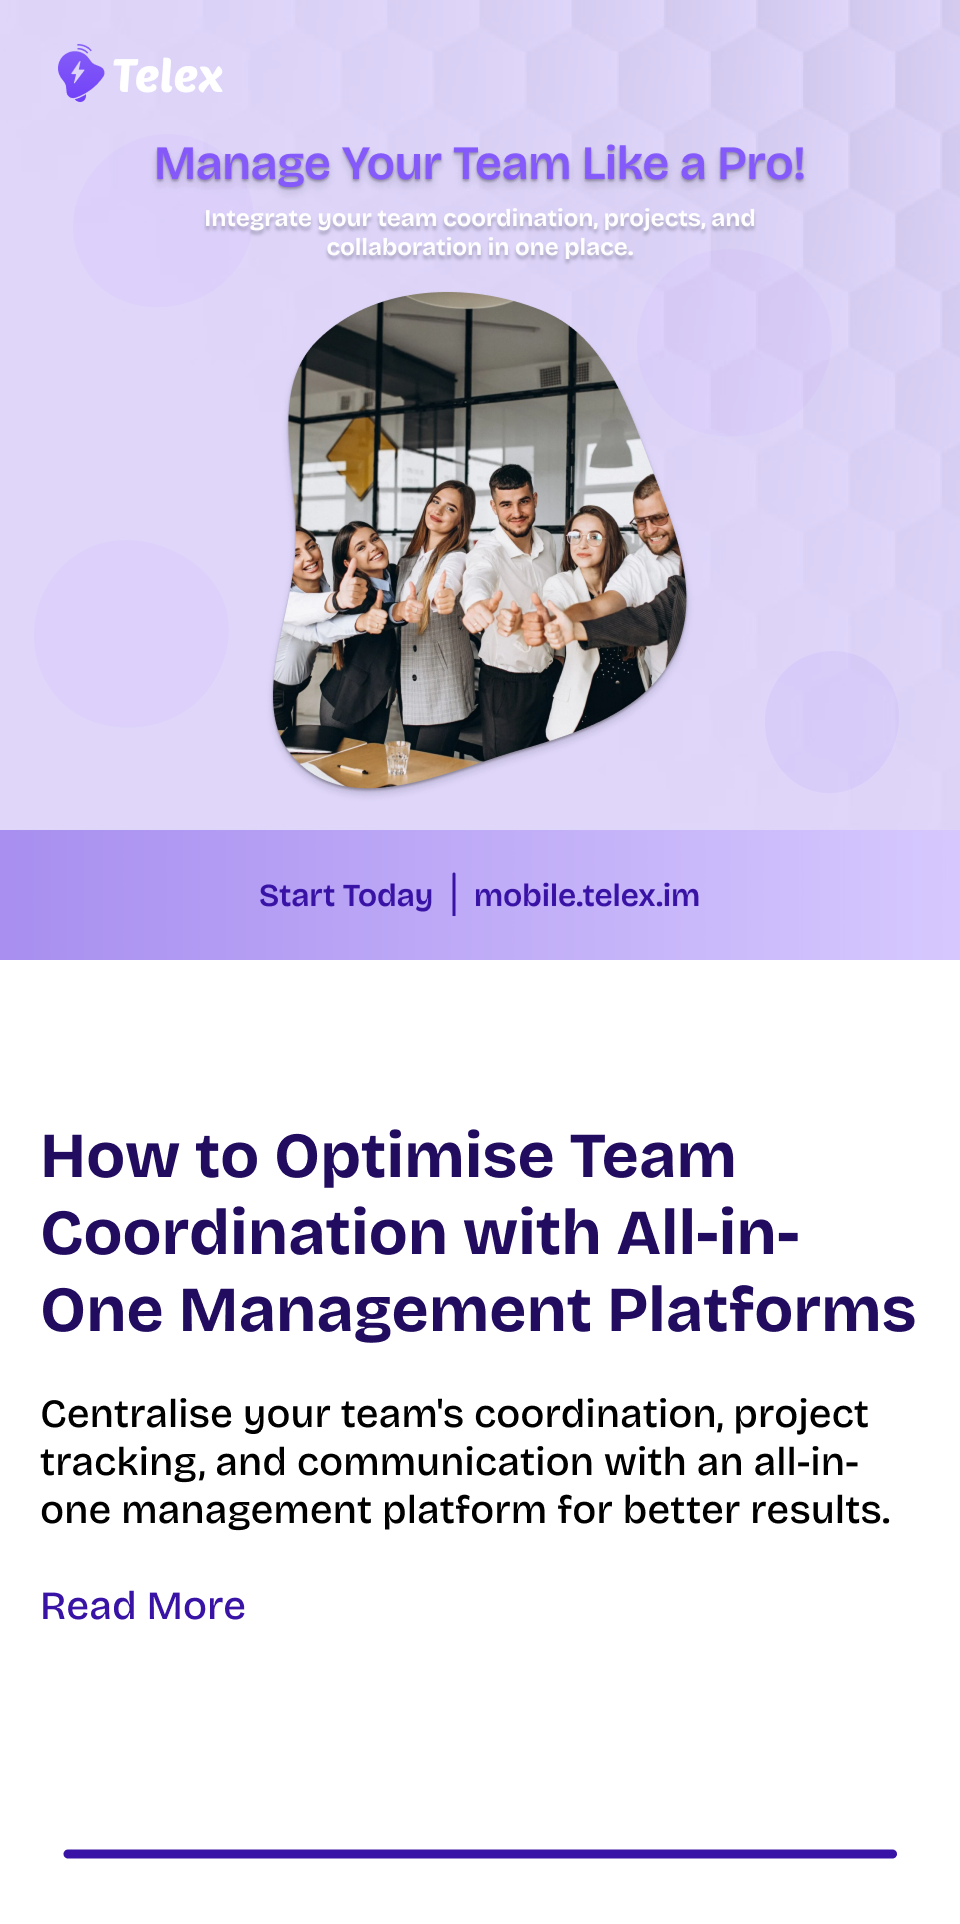 Telex
Manage Your Team Like a Pro!
Integrate your team coordination, projects, and
collaboration in one place.
Start Today | mobile.telex.im
How to Optimise Team
Coordination with All-in-
One Management Platforms
Centralise your team's coordination, project
tracking, and communication with an all-in-
one management platform for better results.
Read More